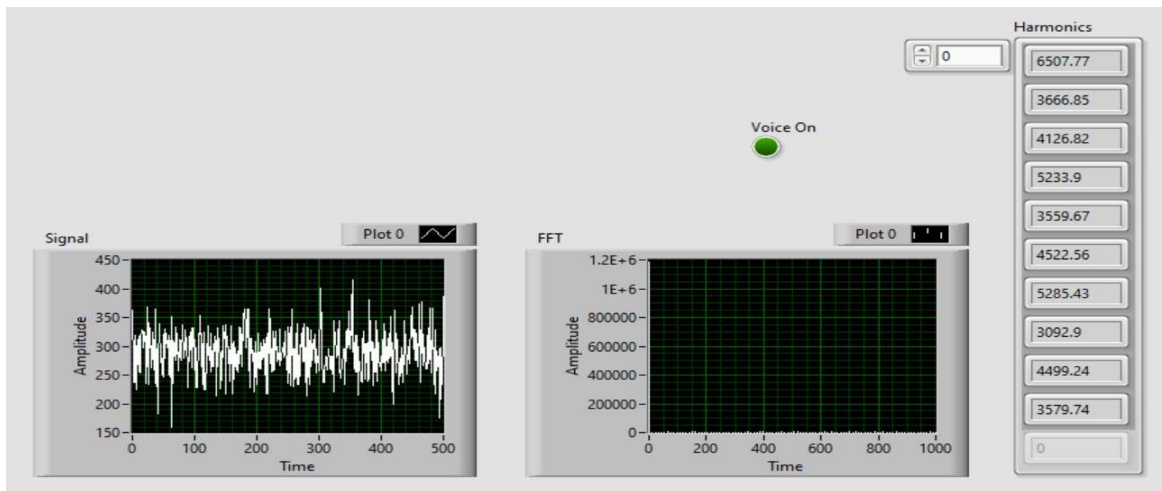 Harmonics
0
6507.77
3666.85
Voice On
4126.82
5233.9
3559.67
Signal
Plot 0
FFT
Plot 0
4522.56
5285.43
3092.9
4499.24
3579.74
0
450
400
350
300
250
200
150
Amplitude
0 100 200 300 400 500
Time
1.2E+6
1E+6
800000
600000
400000
200000
0
Amplitude
0 200 400 600 800 1000
Time